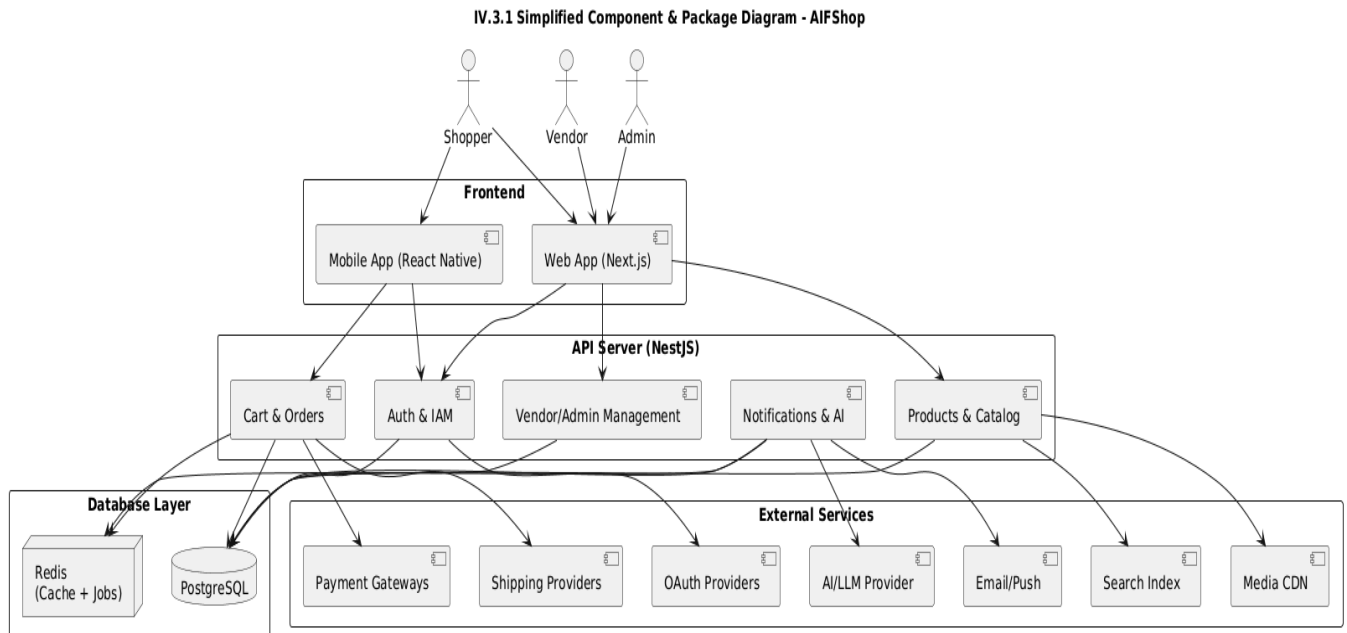 IV.3.1 Simplified Component & Package Diagram - AIFShop
Shopper
Vendor
Admin
Frontend
Mobile App (React Native)
Web App (Next.js)
API Server (NestJS)
Cart & Orders
Auth & IAM
Vendor/Admin Management
Notifications & AI
Products & Catalog
Database Layer
Redis
(Cache + Jobs)
PostgreSQL
External Services
Payment Gateways
Shipping Providers
OAuth Providers
AI/LLM Provider
Email/Push
Search Index
Media CDN